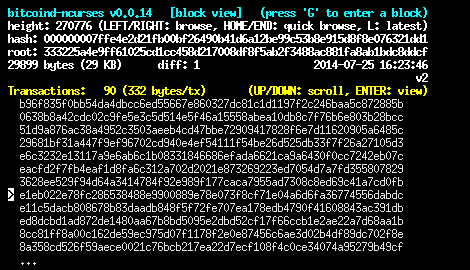 bitcoind-ncurses v0.0.14 [block view] (press 'G' to enter a block)
height: 270776 (LEFT/RIGHT: browse, HOME/END: quick browse, L: latest)
hash: 000000007ffe4e2d21fb00bf26490b41d6a12be99c53b8e915d8f8e076321dd1
root: 333225a4e9ff61025cd1cc458d217008df8f5ab2f3488ac881fa8ab1bdc8ddcf
29899 bytes (29 KB) diff: 1 2014-07-25 16:23:46
v2
Transactions: 90 (332 bytes/tx) (UP/DOWN: scroll, ENTER: view)
b96f835f0bb54da4dbcc6ed55667e860327dc81c1d1197f2c246baa5c872885b
0638b8a42cdc02c9fe5e3c5d514e5f46a15558abea10db8c7f76b6e803b28bcc
51d9a876ac38a4952c3503aeeb4cd47bbe72909417828f6e7d11620905a6485c
29681bf31a447f9ef96702cd940e4ef54111f54be26d525db33f7f26a27105d3
e6c3232e13117a9e6ab6c1b08331846686efada6621ca9a6430f0cc7242eb07c
eacfd2f7fb4eaf1d8fa6c312a702d2021e873269223ed7054d7a7fd355807829
3628ee529f94d64a3414784f92e989f177caca7955ad7308c8ed69c41a7cd0fb
> e1eb022e78fc286538488e9900889e78e073f8cf71e04a6d6fa36774556dabdc
e11c5dacb808678b83daadb848f5f72fe707ea178edb4790f41608843ac391db
ed8dcbd1ad872de1480aa67b8bd5095e2dbd52cf17f66ccb1e2ae22a7d68aa1b
8cc81ff8a00c162de59ec975d07f1178f2e0e87456c6ae3d02b4df89dc702f8e
8a358cd526f59aece0021c76bcb217ea22d7ecf108f4c0ce34074a95279b49cf
...